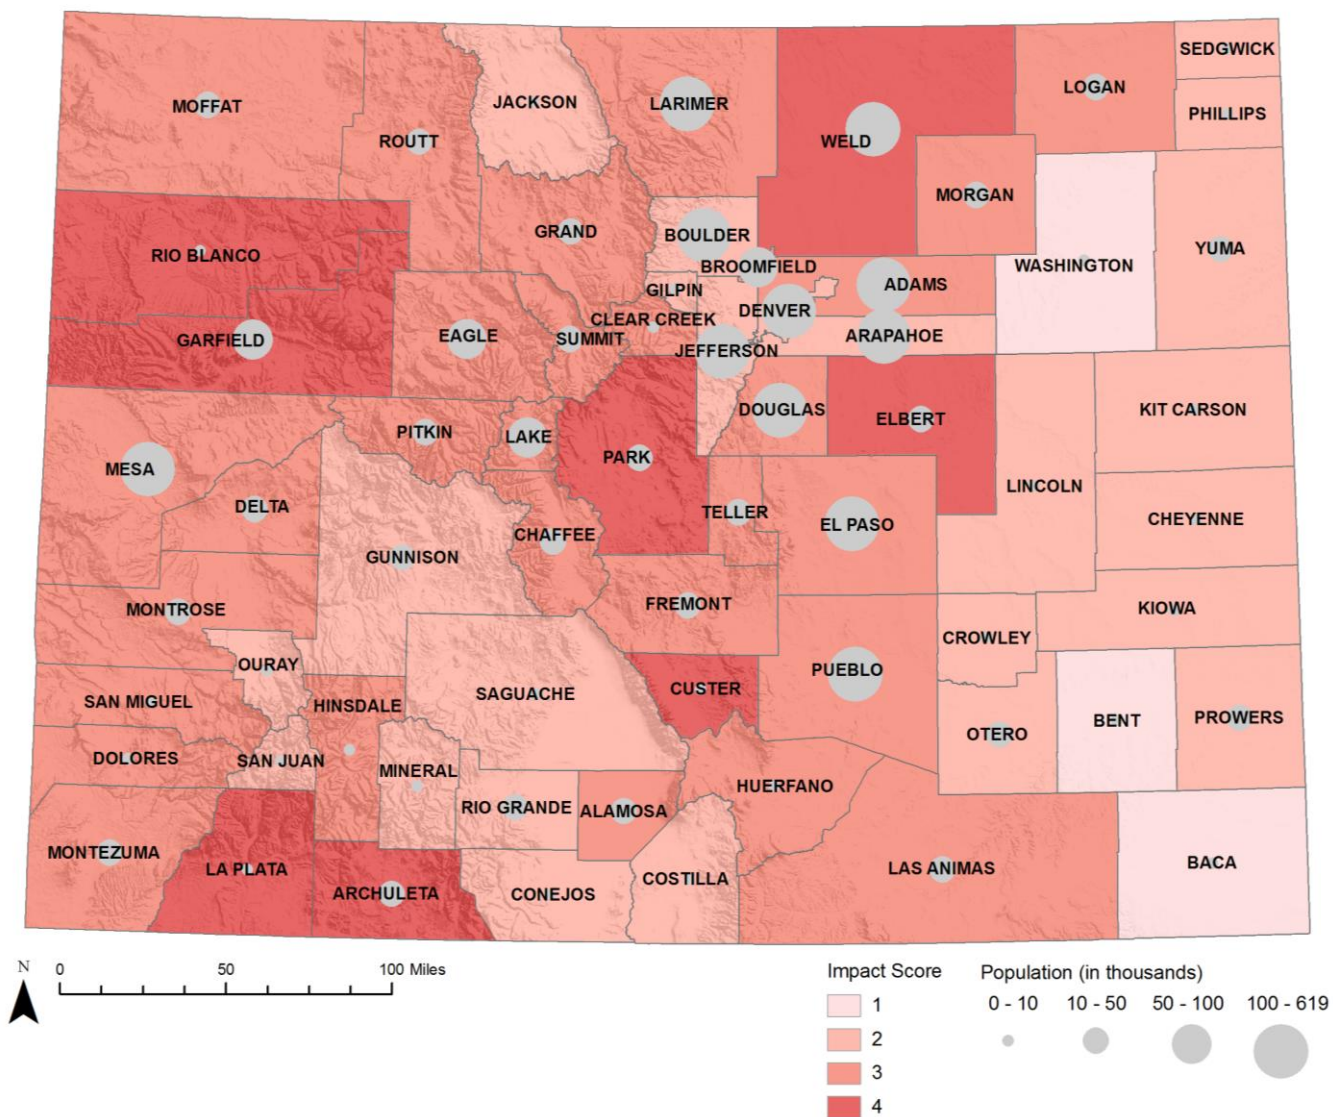 SEDGWICK
LOGAN
JACKSON
LARIMER
MOFFAT
PHILLIPS
ROUTT
WELD
MORGAN
GRAND
BOULDER
YUMA
RIO BLANCO
BROOMFIELD
WASHINGTON
ADAMS
GILPIN
DENVER
CLEAR CREEK
EAGLE
SUMMIT
GARFIELD
ARAPAHOE
JEFFERSON
DOUGLAS
KIT CARSON
ELBERT
PITKIN
LAKE
PARK
MESA
LINCOLN
DELTA
TELLER
CHEYENNE
EL PASO
CHAFFEE
GUNNISON
FREMONT
KIOWA
MONTROSE
CROWLEY
OURAY
PUEBLO
CUSTER
SAGUACHE
SAN MIGUEL
HINSDALE
BENT
PROWERS
OTERO
DOLORES
SAN JUAN
MINERAL
HUERFANO
RIO GRANDE
ALAMOSA
MONTEZUMA
LA PLATA
BACA
LAS ANIMAS
COSTILLA
ARCHULETA
CONEJOS
N
0 50 100 Miles
Impact Score
1
2
3
4
Population (in thousands)
0 - 10 10 - 50 50 - 100 100 - 619